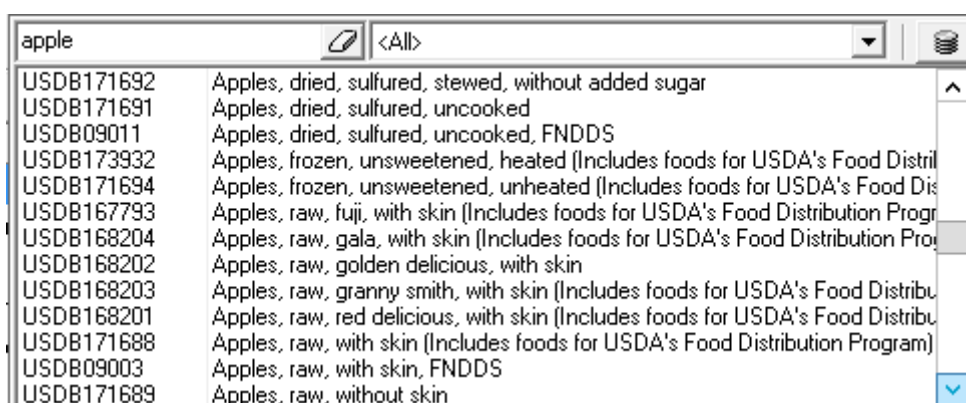 apple <All>
USDB171692 Apples, dried, sulfured, stewed, without added sugar
USDB171691 Apples, dried, sulfured, uncooked
USDB09011 Apples, dried, sulfured, uncooked, FNDDS
USDB173932 Apples, frozen, unsweetened, heated (Includes foods for USDA's Food Distril
USDB171694 Apples, frozen, unsweetened, unheated (Includes foods for USDA's Food Dis
USDB167793 Apples, raw, fuji, with skin (Includes foods for USDA's Food Distribution Progr
USDB168204 Apples, raw, gala, with skin (Includes foods for USDA's Food Distribution Prog
USDB168202 Apples, raw, golden delicious, with skin
USDB168203 Apples, raw, granny smith, with skin (Includes foods for USDA's Food Distribu
USDB168201 Apples, raw, red delicious, with skin (Includes foods for USDA's Food Distribu
USDB171688 Apples, raw, with skin (Includes foods for USDA's Food Distribution Program)
USDB09003 Apples, raw, with skin, FNDDS
USDB171689 Apples, raw, without skin